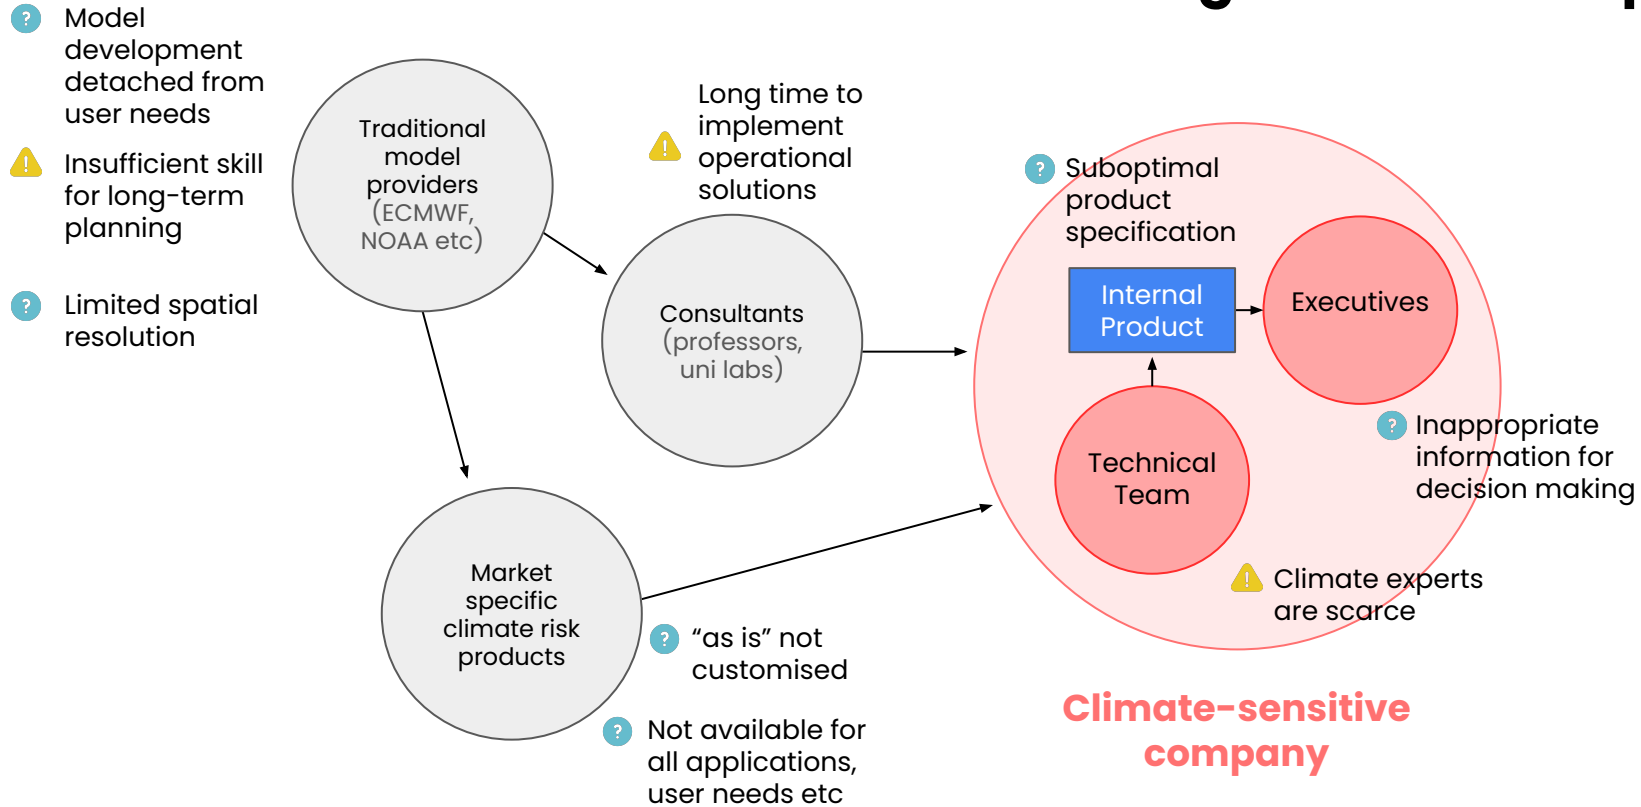 Model
development
detached from
user needs
Insufficient skill
for long-term
planning
Limited spatial
resolution
Traditional
model
providers
(ECMWF,
NOAA etc)
Long time to
implement
operational
solutions
Consultants
(professors,
uni labs)
Market
specific
climate risk
products
“as is” not
customised
Not available for
all applications,
user needs etc
Suboptimal
product
specification
Internal
Product
Executives
Technical
Team
Inappropriate
information for
decision making
Climate experts
are scarce
Climate-sensitive
company